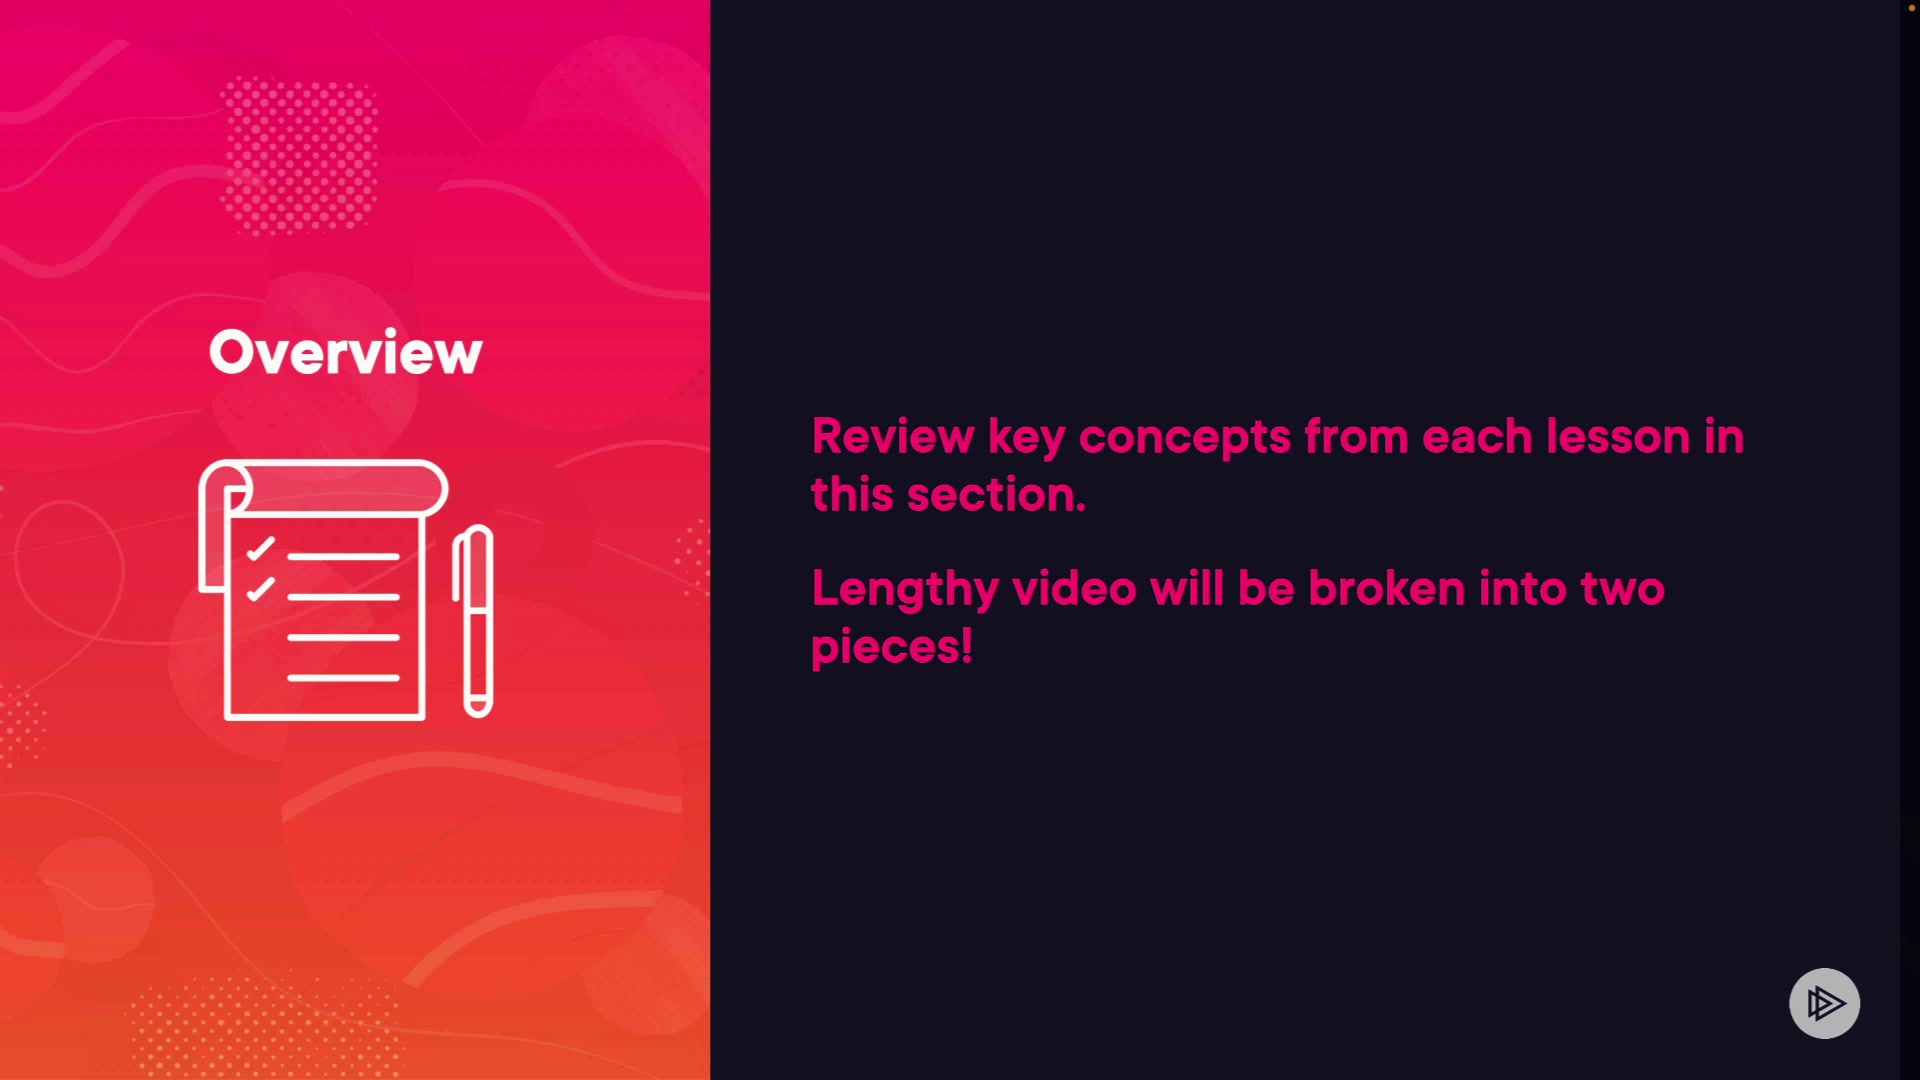 Overview
Review key concepts from each lesson in
this section.
Lengthy video will be broken into two
pieces!